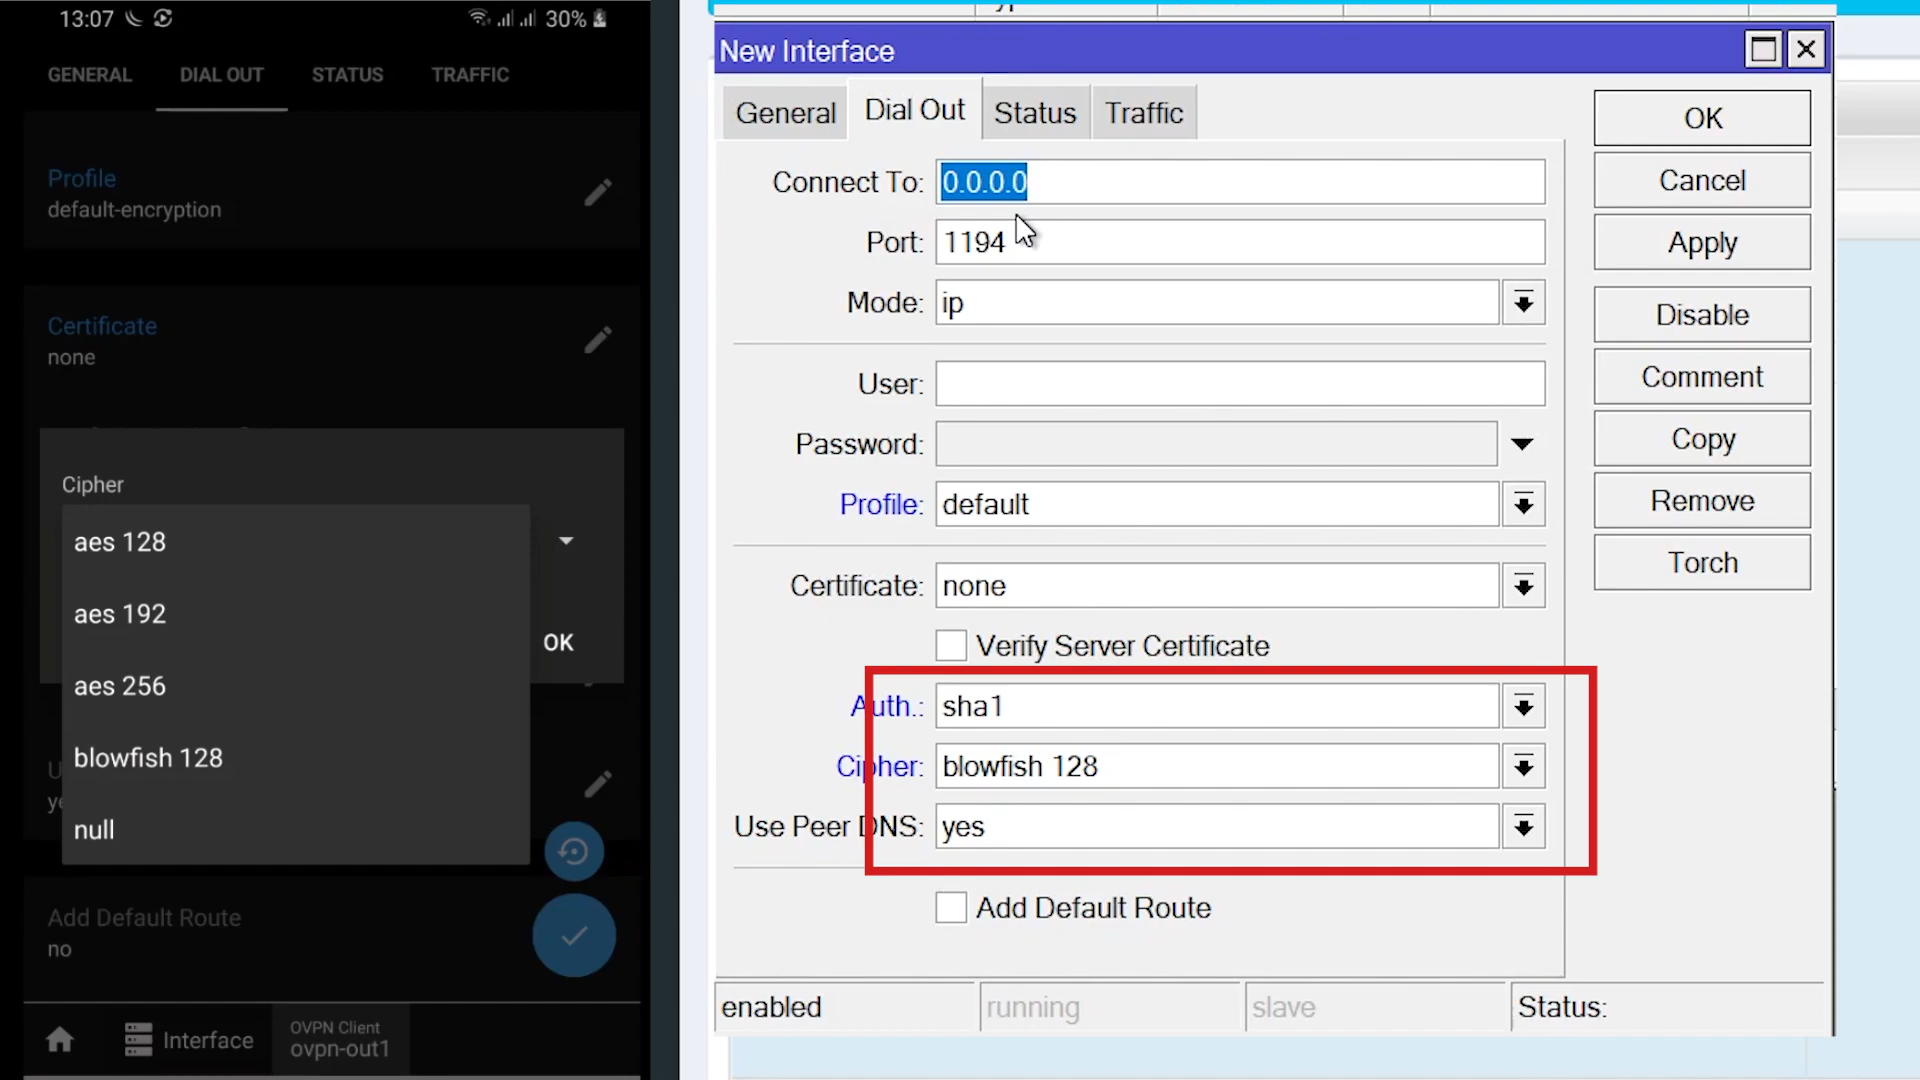 13:07
30%
GENERAL DIAL OUT STATUS TRAFFIC
Profile
default-encryption
Certificate
none
Cipher
aes 128
aes 192
OK
aes 256
blowfish 128
null
Add Default Route
no
Interface
OVPN Client
ovpn-out1
New Interface
General Dial Out Status Traffic
Connect To: 0.0.0.0
Port: 1194
Mode: ip
User:
Password:
Profile: default
Certificate: none
Verify Server Certificate
Auth.: sha1
Cipher: blowfish 128
Use Peer DNS: yes
Add Default Route
OK
Cancel
Apply
Disable
Comment
Copy
Remove
Torch
enabled running slave Status: